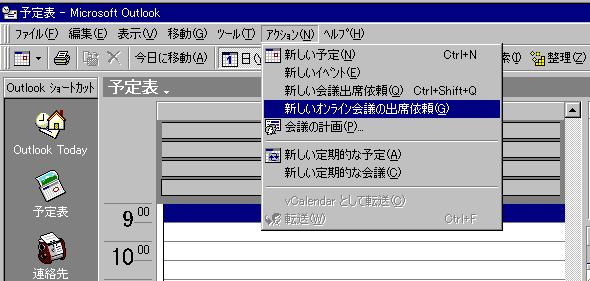 予定表 - Microsoft Outlook
ﾌｧｲﾙ(F) 編集(E) 表示(V) 移動(G) ﾂｰﾙ(T) ｱｸｼｮﾝ(N) ﾍﾙﾌﾟ(H)
今日に移動(A) 1 日( 索(I) 整理(Z)
Outlook ｼｮｰﾄｶｯﾄ 予定表
新しい予定(N) Ctrl+N
新しいイベント(E)
新しい会議出席依頼(Q) Ctrl+Shift+Q
新しいオンライン会議の出席依頼(G)
会議の計画(P)...
新しい定期的な予定(A)
新しい定期的な会議(C)
vCalendar として転送(C)
転送(W) Ctrl+F
Outlook Today
予定表
連絡先
9 00
10 00